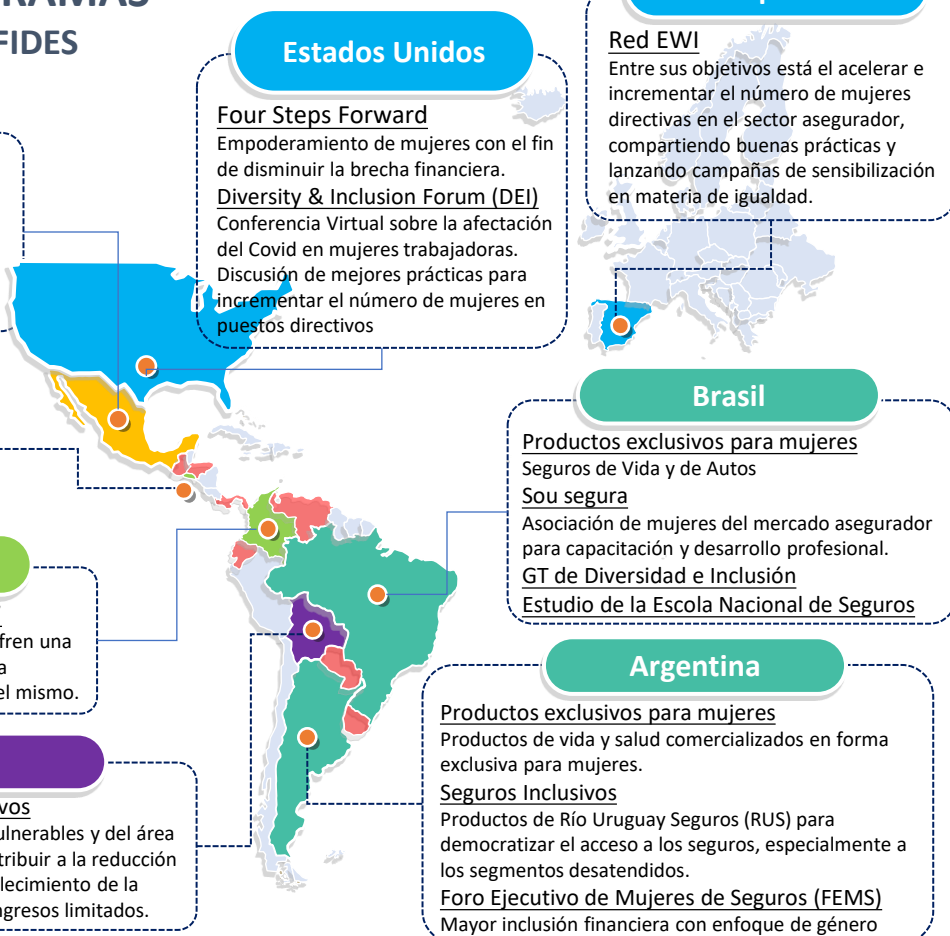 FIDES
Estados Unidos
Four Steps Forward
Empoderamiento de mujeres con el fin
de disminuir la brecha financiera.
Diversity & Inclusion Forum (DEI)
Conferencia Virtual sobre la afectación
del Covid en mujeres trabajadoras.
Discusión de mejores prácticas para
incrementar el número de mujeres en
puestos directivos
Red EWI
Entre sus objetivos está el acelerar e
incrementar el número de mujeres
directivas en el sector asegurador,
compartiendo buenas prácticas y
lanzando campañas de sensibilización
en materia de igualdad.
Brasil
Productos exclusivos para mujeres
Seguros de Vida y de Autos
Sou segura
Asociación de mujeres del mercado asegurador
para capacitación y desarrollo profesional.
GT de Diversidad e Inclusión
Estudio de la Escola Nacional de Seguros
fren una
a
el mismo.
Argentina
Productos exclusivos para mujeres
Productos de vida y salud comercializados en forma
exclusiva para mujeres.
Seguros Inclusivos
Productos de Río Uruguay Seguros (RUS) para
democratizar el acceso a los seguros, especialmente a
los segmentos desatendidos.
Foro Ejecutivo de Mujeres de Seguros (FEMS)
Mayor inclusión financiera con enfoque de género
vos
ulnerables y del área
tribuir a la reducción
lecimiento de la
ngresos limitados.